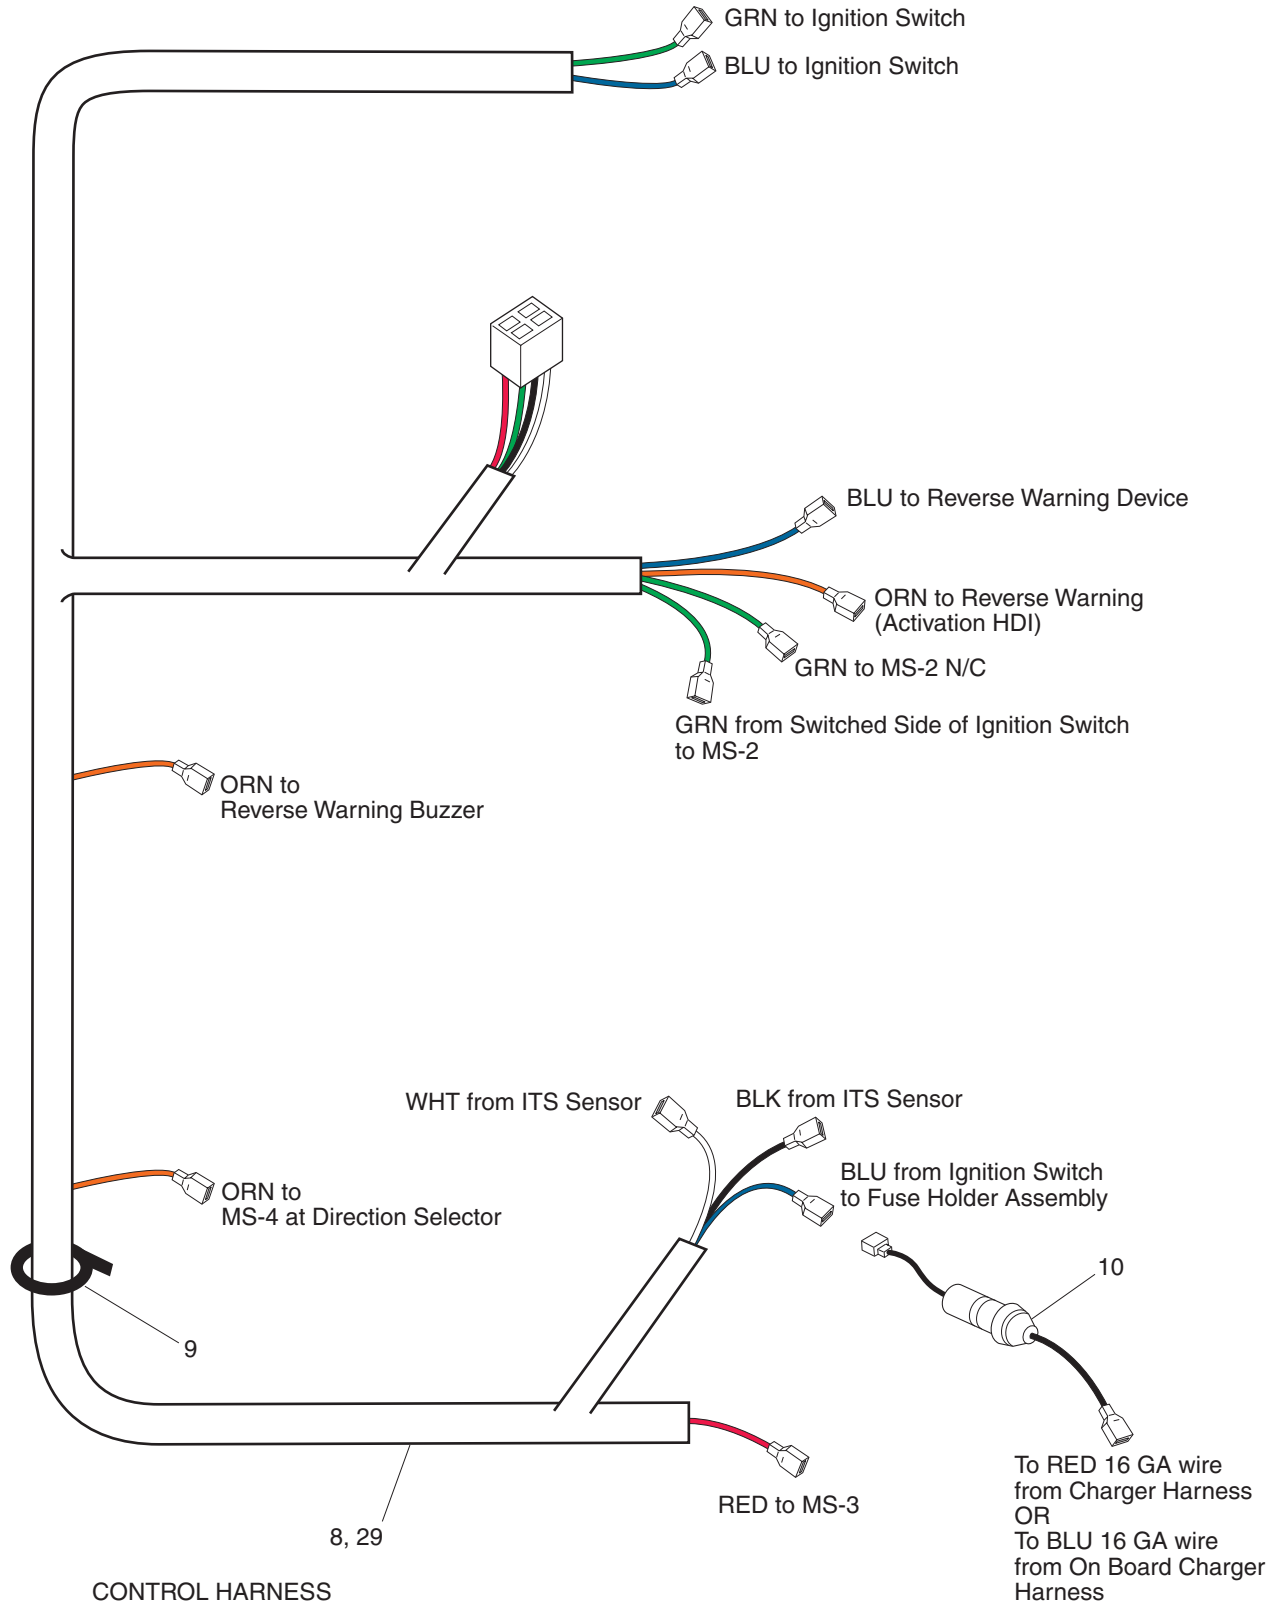 GRN to Ignition Switch
BLU to Ignition Switch
BLU to Reverse Warning Device
ORN to Reverse Warning
(Activation HDI)
GRN to MS-2 N/C
GRN from Switched Side of Ignition Switch
to MS-2
ORN to
Reverse Warning Buzzer
WHT from ITS Sensor
BLK from ITS Sensor
BLU from Ignition Switch
to Fuse Holder Assembly
ORN to
MS-4 at Direction Selector
10
9
To RED 16 GA wire
from Charger Harness
OR
To BLU 16 GA wire
from On Board Charger
Harness
RED to MS-3
8, 29
CONTROL HARNESS